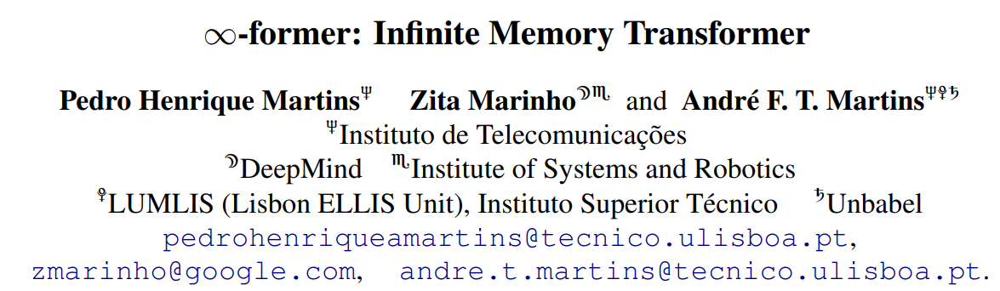 ∞-former: Infinite Memory Transformer
Pedro Henrique Martins♆ Zita Marinho☽♏ and André F. T. Martins♆♀♄
♆Instituto de Telecomunicações
☽DeepMind ♏Institute of Systems and Robotics
♀LUMLIS (Lisbon ELLIS Unit), Instituto Superior Técnico ♄Unbabel
pedrohenriqueamartins@tecnico.ulisboa.pt,
zmarinho@google.com, andre.t.martins@tecnico.ulisboa.pt.